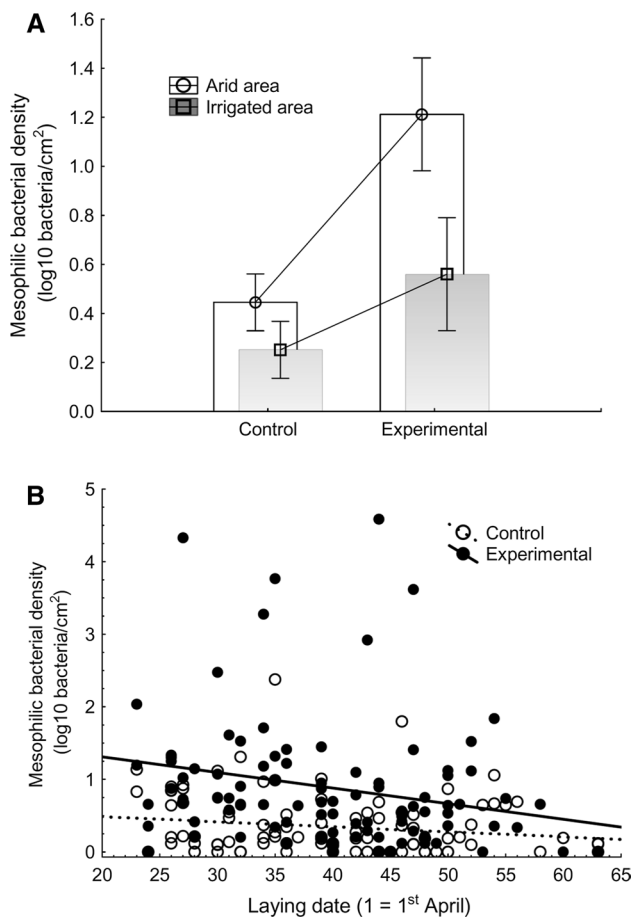 A
Mesophilic bacterial density
(log10 bacteria/cm²)
1.6
1.4
1.2
1.0
0.8
0.6
0.4
0.2
0.0
Arid area
Irrigated area
Control
Experimental
B
Mesophilic bacterial density
(log10 bacteria/cm²)
5
4
3
2
1
0
Control
Experimental
20 25 30 35 40 45 50 55 60 65
Laying date (1 = 1st April)